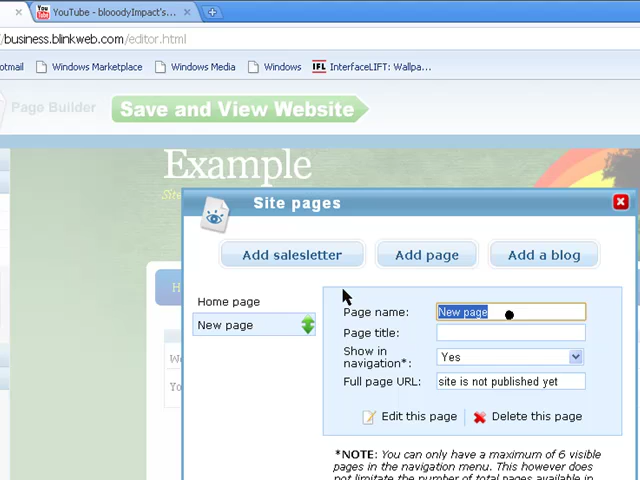 YouTube - blooodyImpact's...
/business.blinkweb.com/editor.html
otmail Windows Marketplace Windows Media Windows IFL InterfaceLIFT: Wallpa...
Page Builder Save and View Website
Example
Site pages
Add salesletter Add page Add a blog
Home page
New page
Page name: New page
Page title:
Show in
navigation*: Yes
Full page URL: site is not published yet
Edit this page Delete this page
*NOTE: You can only have a maximum of 6 visible
pages in the navigation menu. This however does
not limitate the number of total pages available in